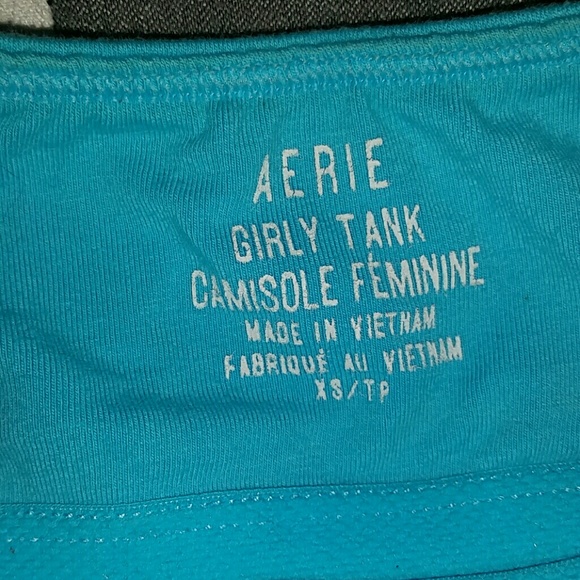 AERIE
GIRLY TANK
CAMISOLE FÉMININE
MADE IN VIETNAM
FABRIQUÉ AU VIETNAM
XS/TP